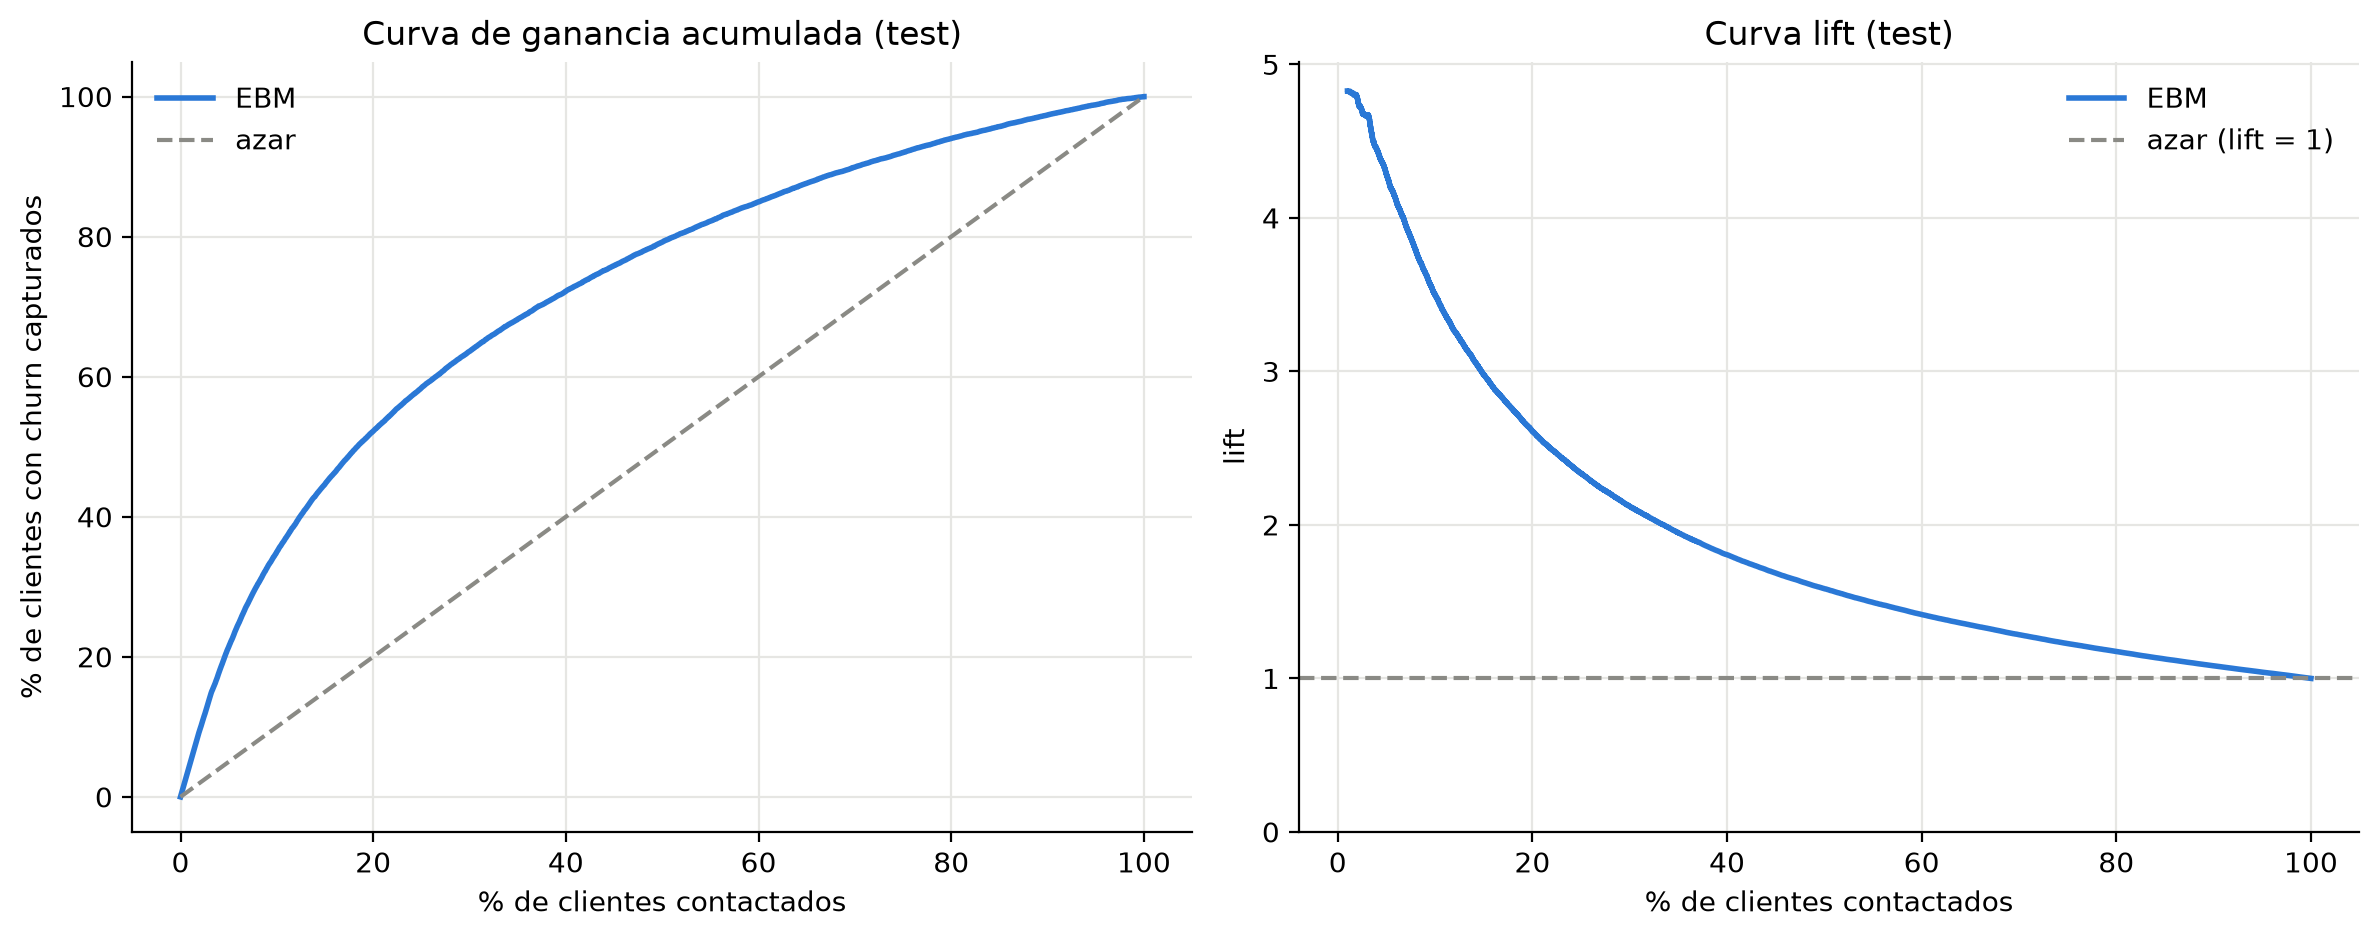 Curva de ganancia acumulada (test)
EBM
azar
100
80
60
40
20
0
% de clientes con churn capturados
0 20 40 60 80 100
% de clientes contactados
Curva lift (test)
EBM
azar (lift = 1)
5
4
3
2
1
0
lift
0 20 40 60 80 100
% de clientes contactados